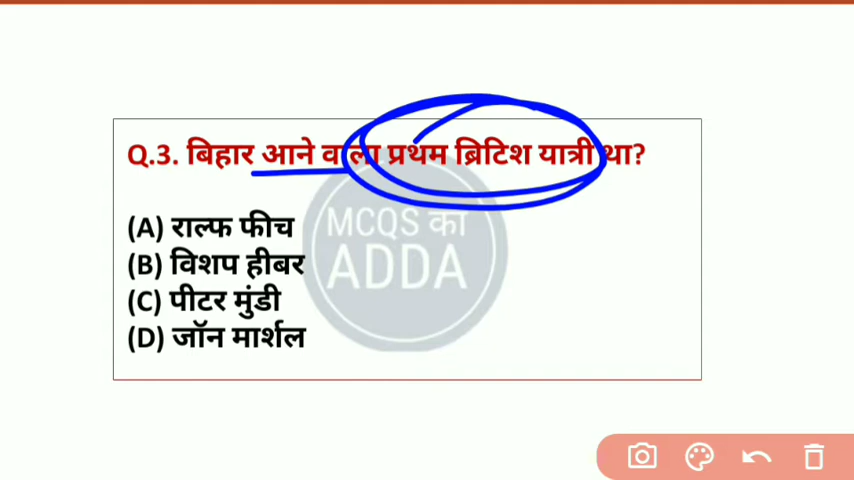 Q.3. बिहार आने वाला प्रथम ब्रिटिश यात्री था?
(A) राल्फ फीच
(B) विशप हीबर
(C) पीटर मुंडी
(D) जॉन मार्शल
MCQS का
ADDA